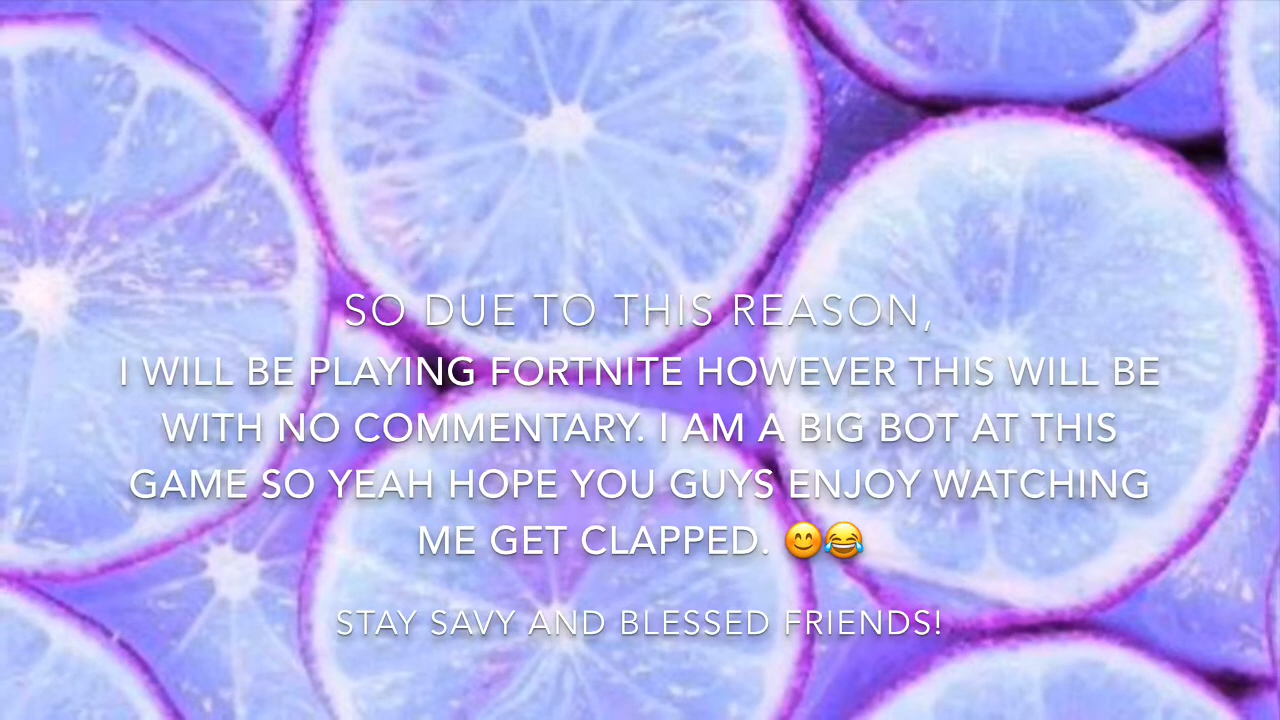 SO DUE TO THIS REASON,
I WILL BE PLAYING FORTNITE HOWEVER THIS WILL BE
WITH NO COMMENTARY. I AM A BIG BOT AT THIS
GAME SO YEAH HOPE YOU GUYS ENJOY WATCHING
ME GET CLAPPED. 😊😂
STAY SAVY AND BLESSED FRIENDS!